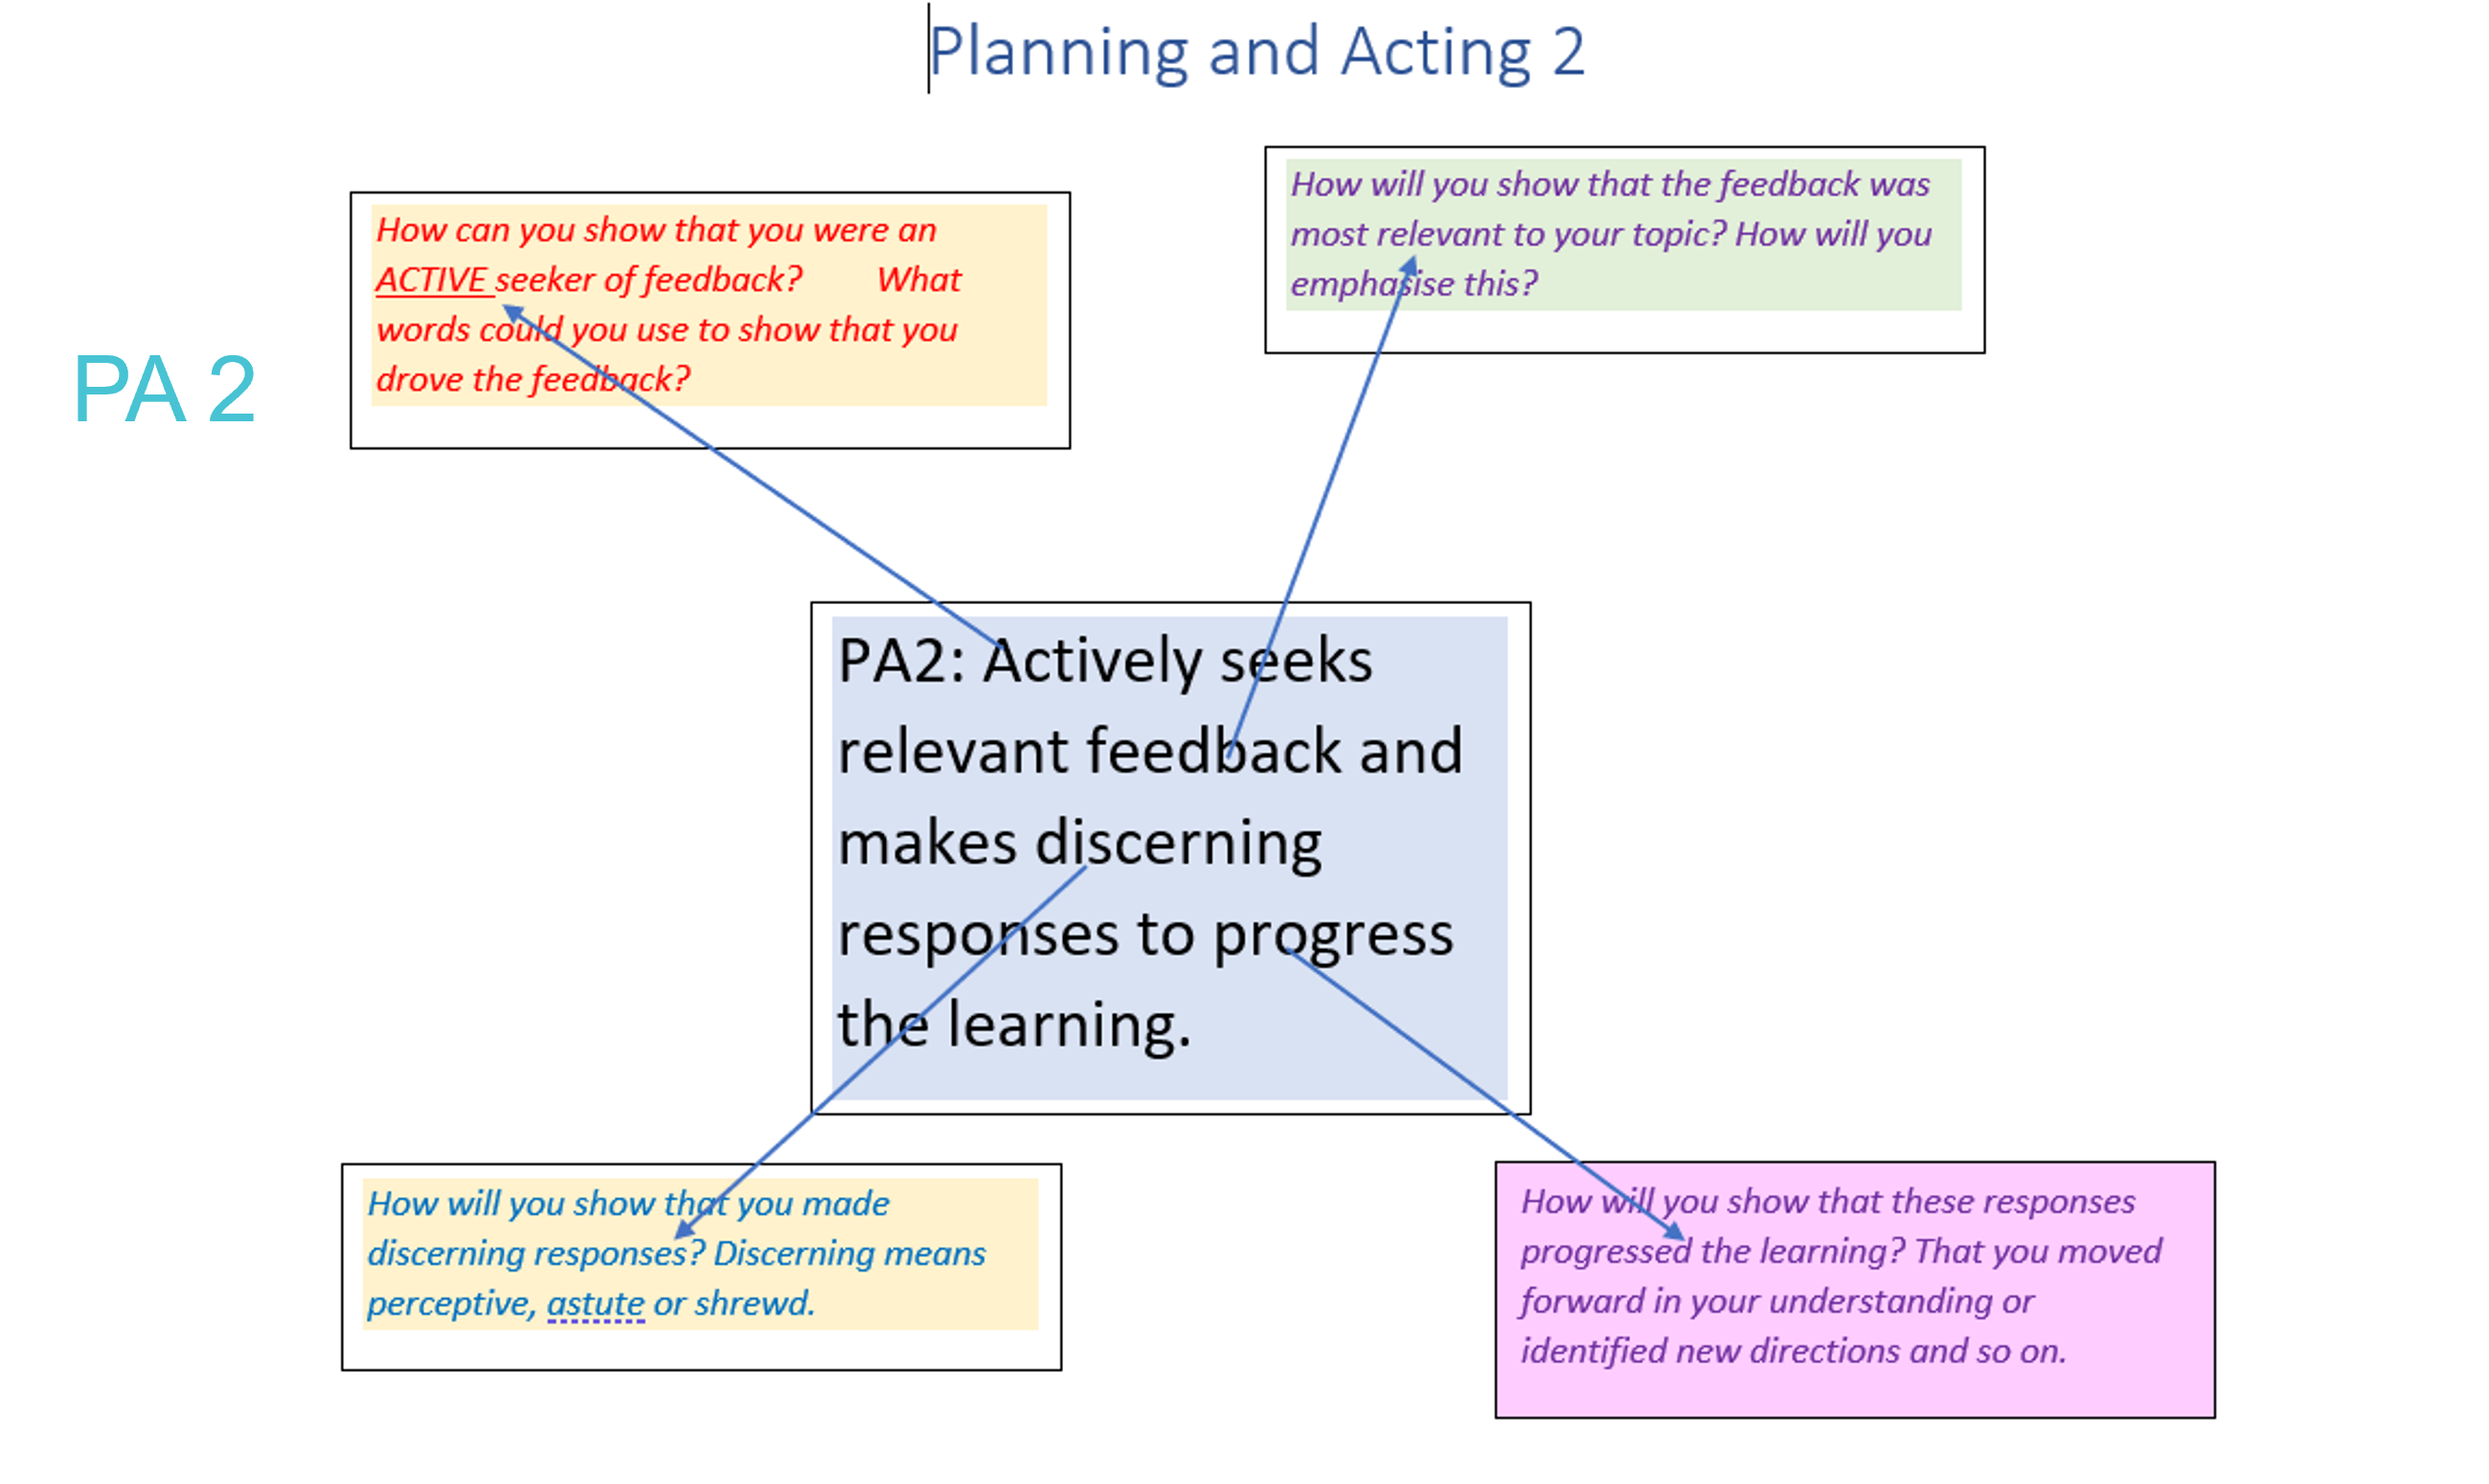 Planning and Acting 2
How can you show that you were an
ACTIVE seeker of feedback? What
words could you use to show that you
drove the feedback?
How will you show that the feedback was
most relevant to your topic? How will you
emphasise this?
PA 2
PA2: Actively seeks
relevant feedback and
makes discerning
responses to progress
the learning.
How will you show that you made
discerning responses? Discerning means
perceptive, astute or shrewd.
How will you show that these responses
progressed the learning? That you moved
forward in your understanding or
identified new directions and so on.